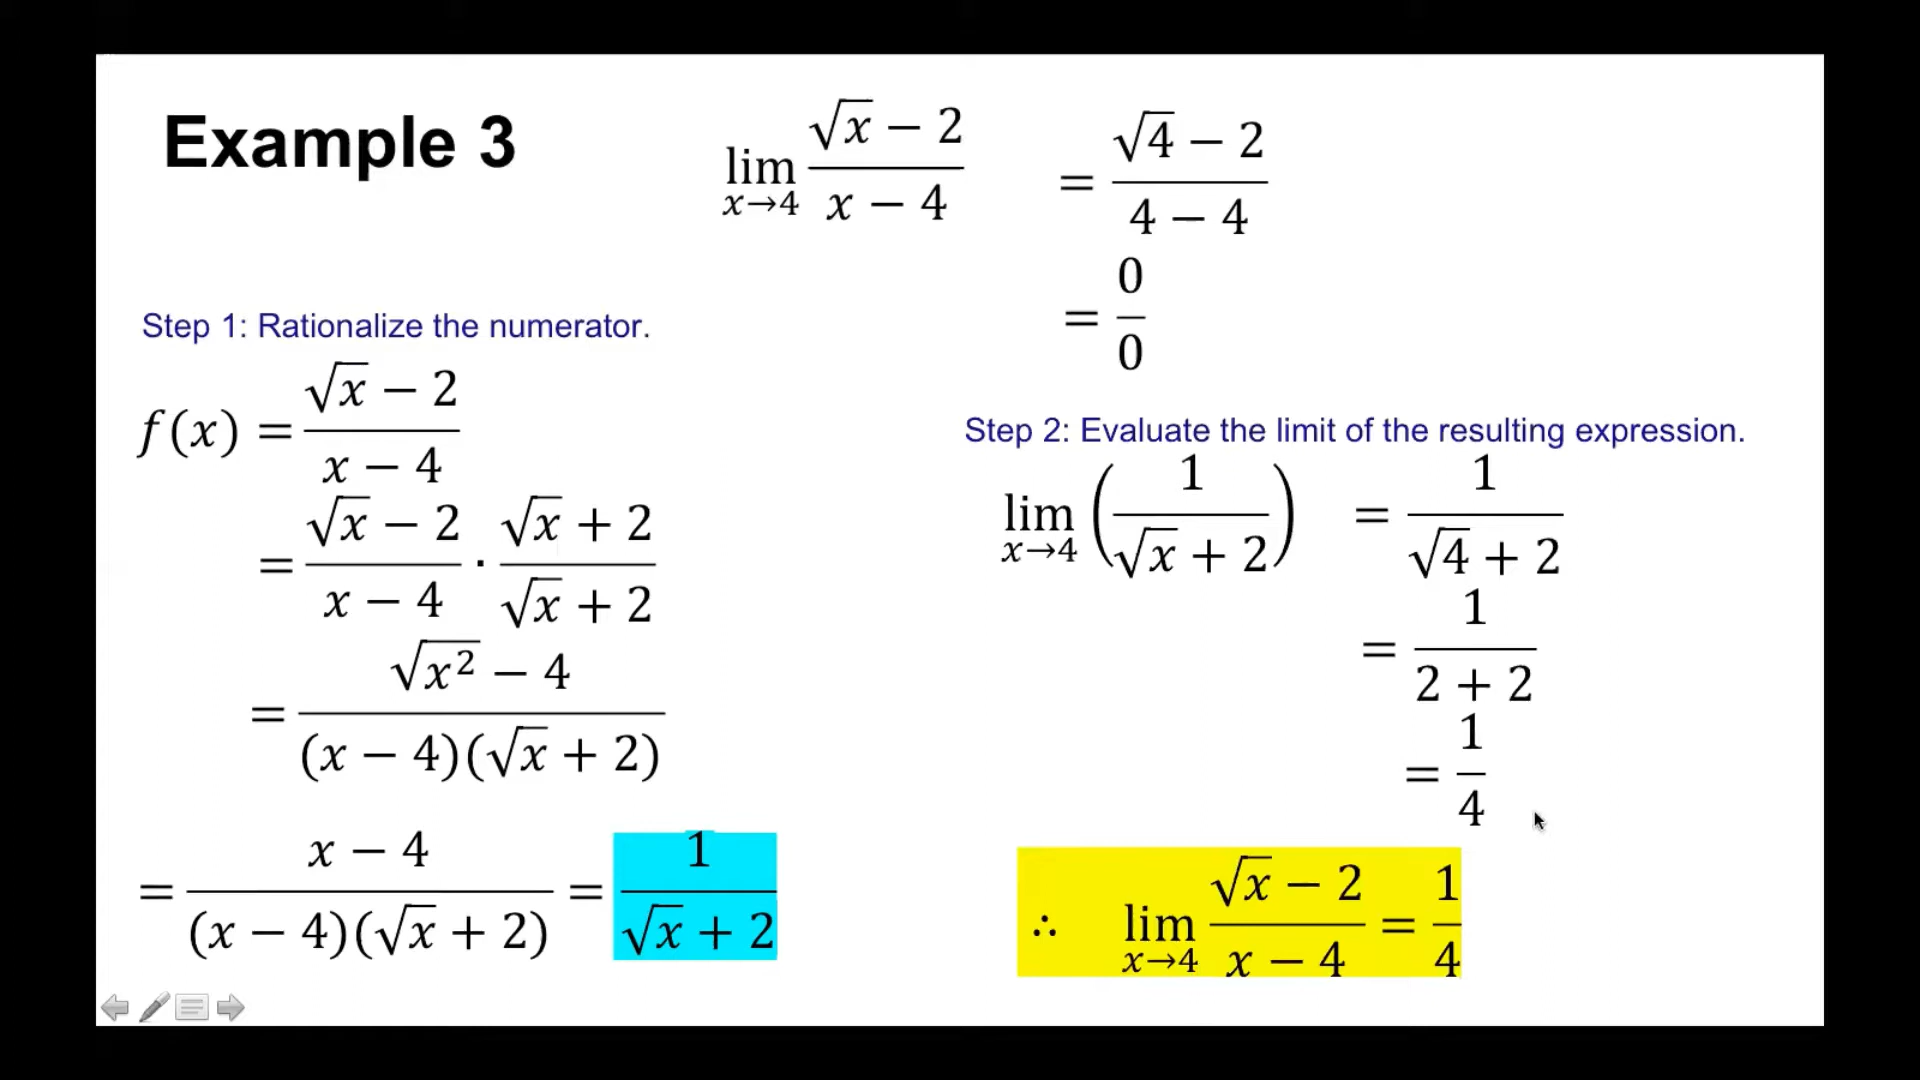 Example 3
lim x→4 (√x − 2)/(x − 4) = (√4 − 2)/(4 − 4)
= 0/0
Step 1: Rationalize the numerator.
f(x) = (√x − 2)/(x − 4)
= (√x − 2)/(x − 4) · (√x + 2)/(√x + 2)
= (√x² − 4)/((x − 4)(√x + 2))
= (x − 4)/((x − 4)(√x + 2)) = 1/(√x + 2)
Step 2: Evaluate the limit of the resulting expression.
lim x→4 (1/(√x + 2)) = 1/(√4 + 2)
= 1/(2 + 2)
= 1/4
∴ lim x→4 (√x − 2)/(x − 4) = 1/4